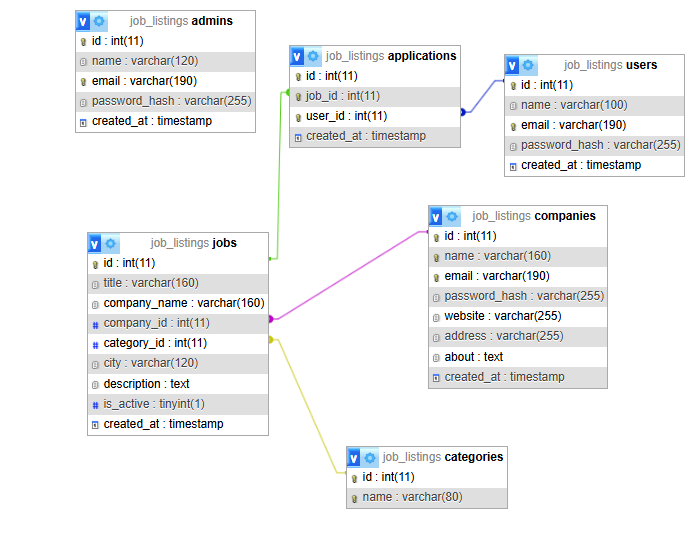 job_listings admins
id : int(11)
name : varchar(120)
email : varchar(190)
password_hash : varchar(255)
created_at : timestamp
job_listings applications
id : int(11)
job_id : int(11)
user_id : int(11)
created_at : timestamp
job_listings users
id : int(11)
name : varchar(100)
email : varchar(190)
password_hash : varchar(255)
created_at : timestamp
job_listings jobs
id : int(11)
title : varchar(160)
company_name : varchar(160)
company_id : int(11)
category_id : int(11)
city : varchar(120)
description : text
is_active : tinyint(1)
created_at : timestamp
job_listings companies
id : int(11)
name : varchar(160)
email : varchar(190)
password_hash : varchar(255)
website : varchar(255)
address : varchar(255)
about : text
created_at : timestamp
job_listings categories
id : int(11)
name : varchar(80)